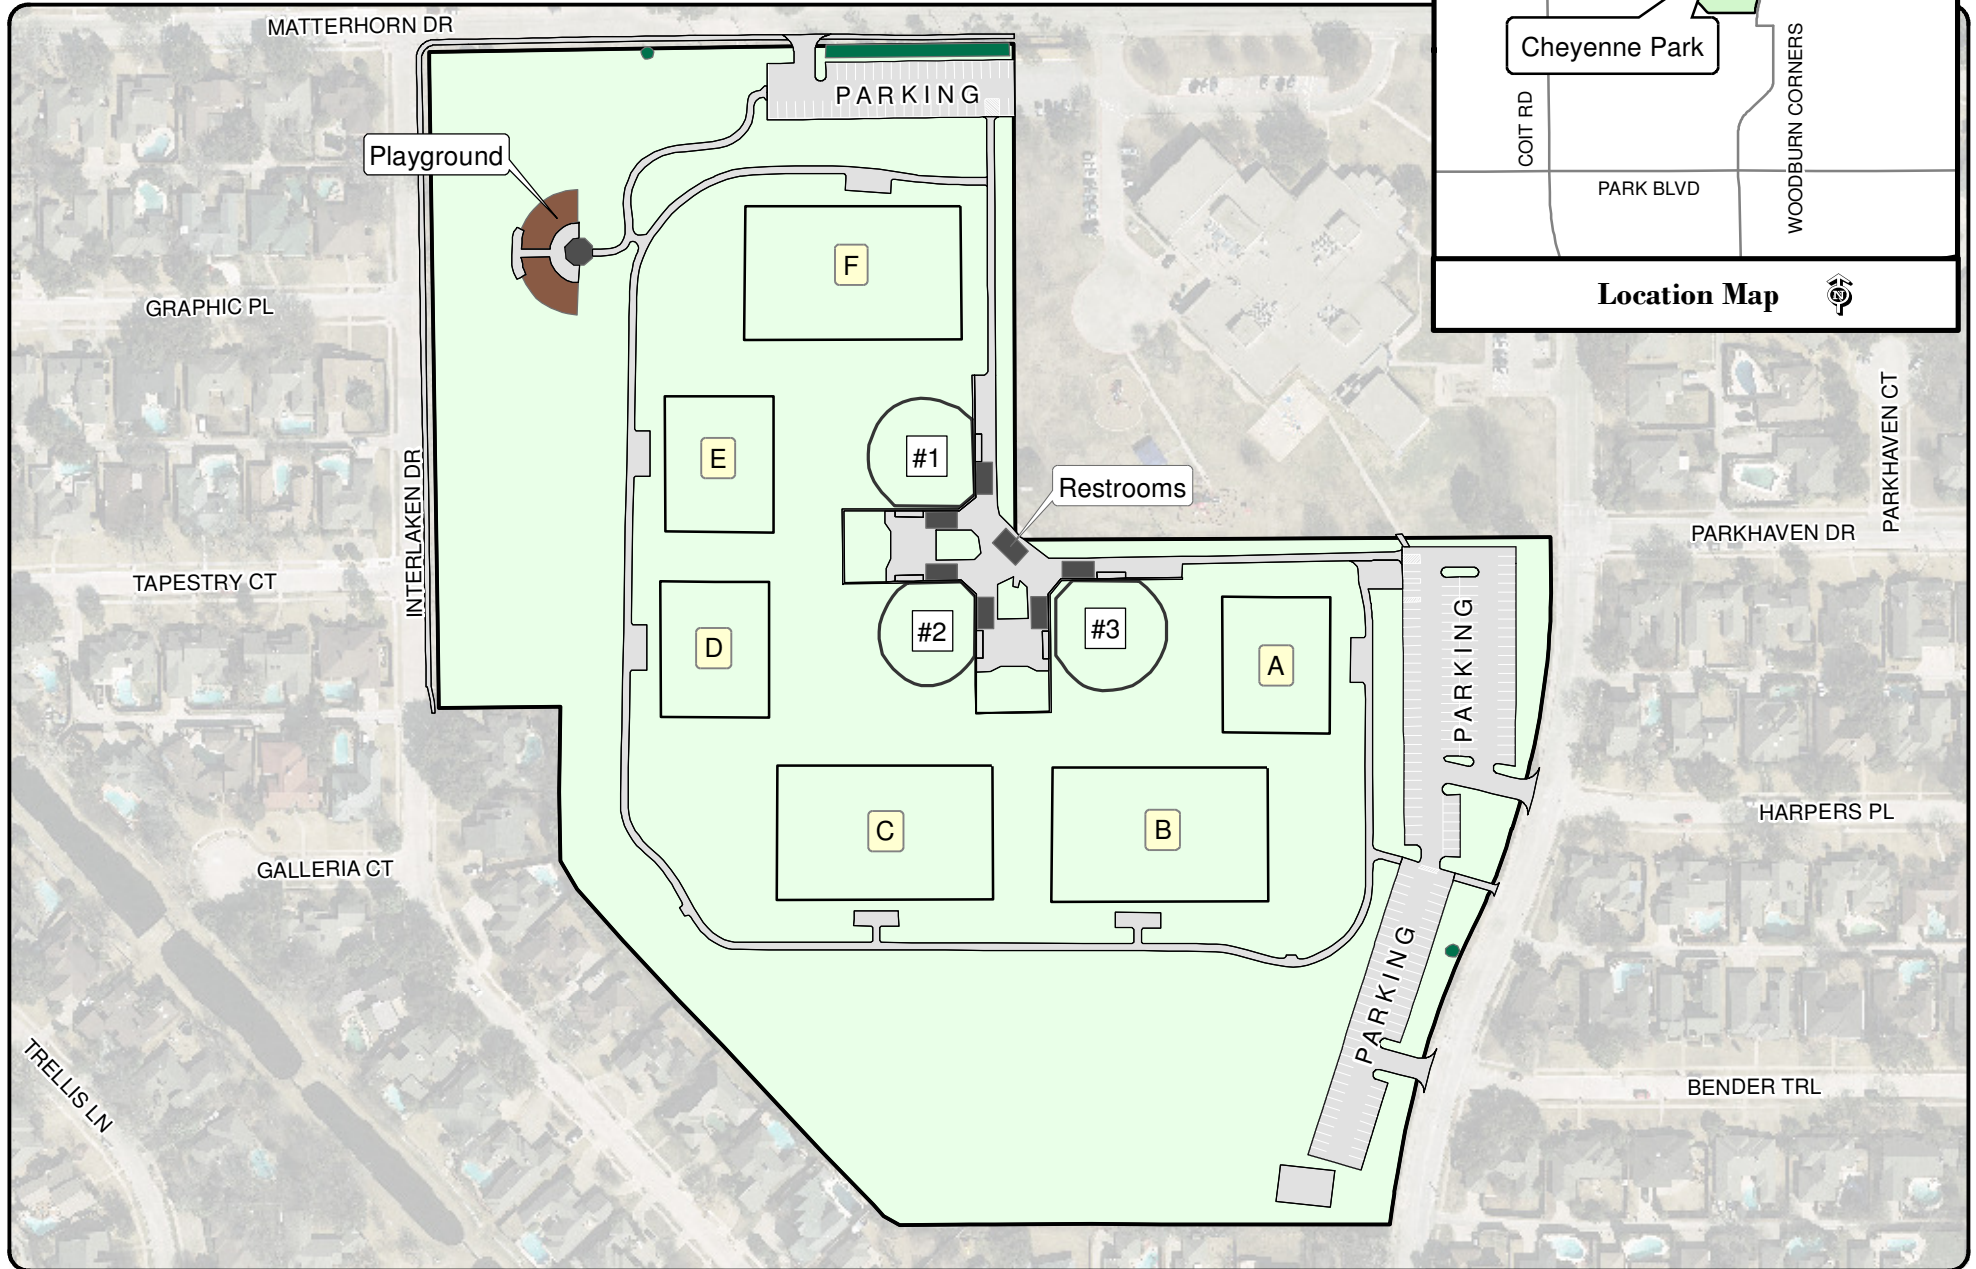 MATTERHORN DR
Cheyenne Park
COIT RD
WOODBURN CORNERS
PARK BLVD
Location Map
N
PARKING
Playground
F
GRAPHIC PL
E
#1
Restrooms
INTERLAKEN DR
PARKHAVEN CT
PARKHAVEN DR
TAPESTRY CT
D
#2
#3
A
PARKING
C
B
HARPERS PL
GALLERIA CT
PARKING
TRELLIS LN
BENDER TRL